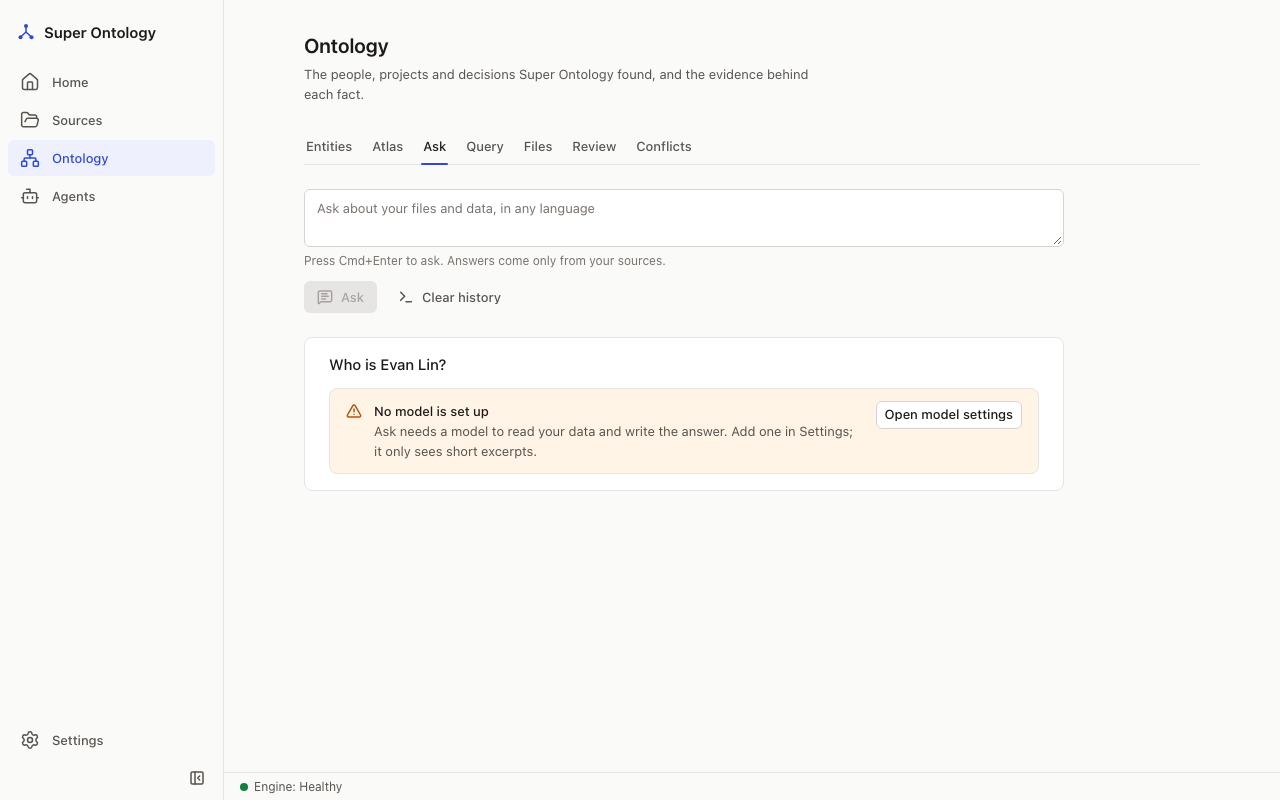 Super Ontology
Home
Sources
Ontology
Agents
Settings
Ontology
The people, projects and decisions Super Ontology found, and the evidence behind
each fact.
Entities Atlas Ask Query Files Review Conflicts
Ask about your files and data, in any language
Press Cmd+Enter to ask. Answers come only from your sources.
Ask Clear history
Who is Evan Lin?
No model is set up
Ask needs a model to read your data and write the answer. Add one in Settings;
it only sees short excerpts.
Open model settings
Engine: Healthy